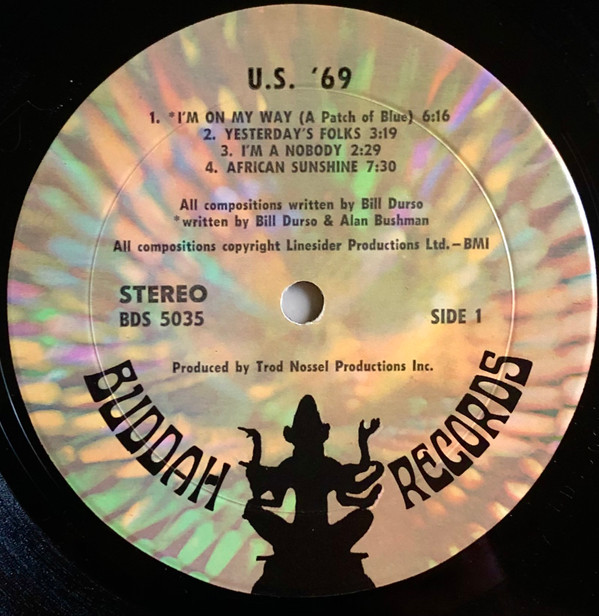 U.S. '69
1. *I'M ON MY WAY (A Patch of Blue) 6:16
2. YESTERDAY'S FOLKS 3:19
3. I'M A NOBODY 2:29
4. AFRICAN SUNSHINE 7:30
All compositions written by Bill Durso
*written by Bill Durso & Alan Bushman
All compositions copyright Linesider Productions Ltd.—BMI
STEREO
BDS 5035
SIDE 1
Produced by Trod Nossel Productions Inc.
BUDDAH RECORDS